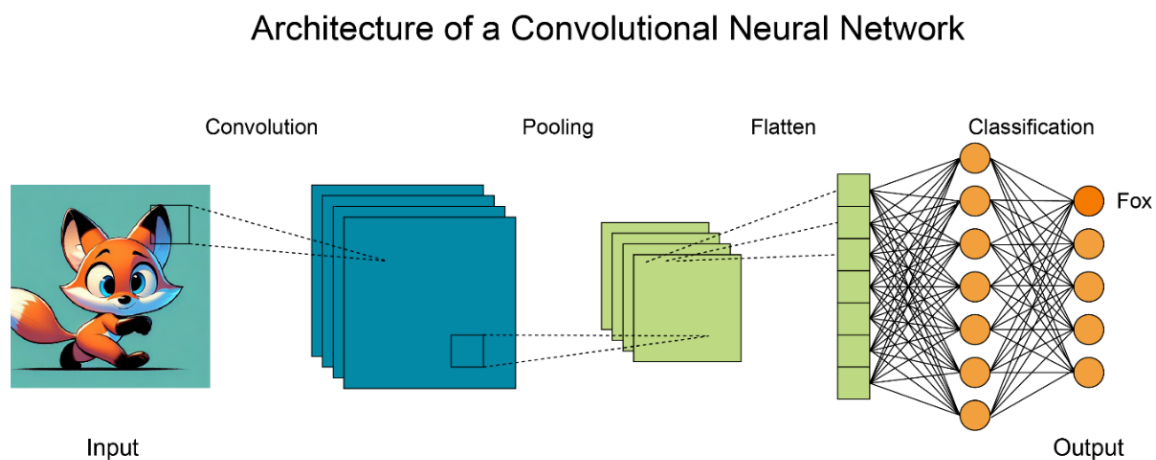 Architecture of a Convolutional Neural Network
Convolution
Pooling
Flatten
Classification
Fox
Input
Output